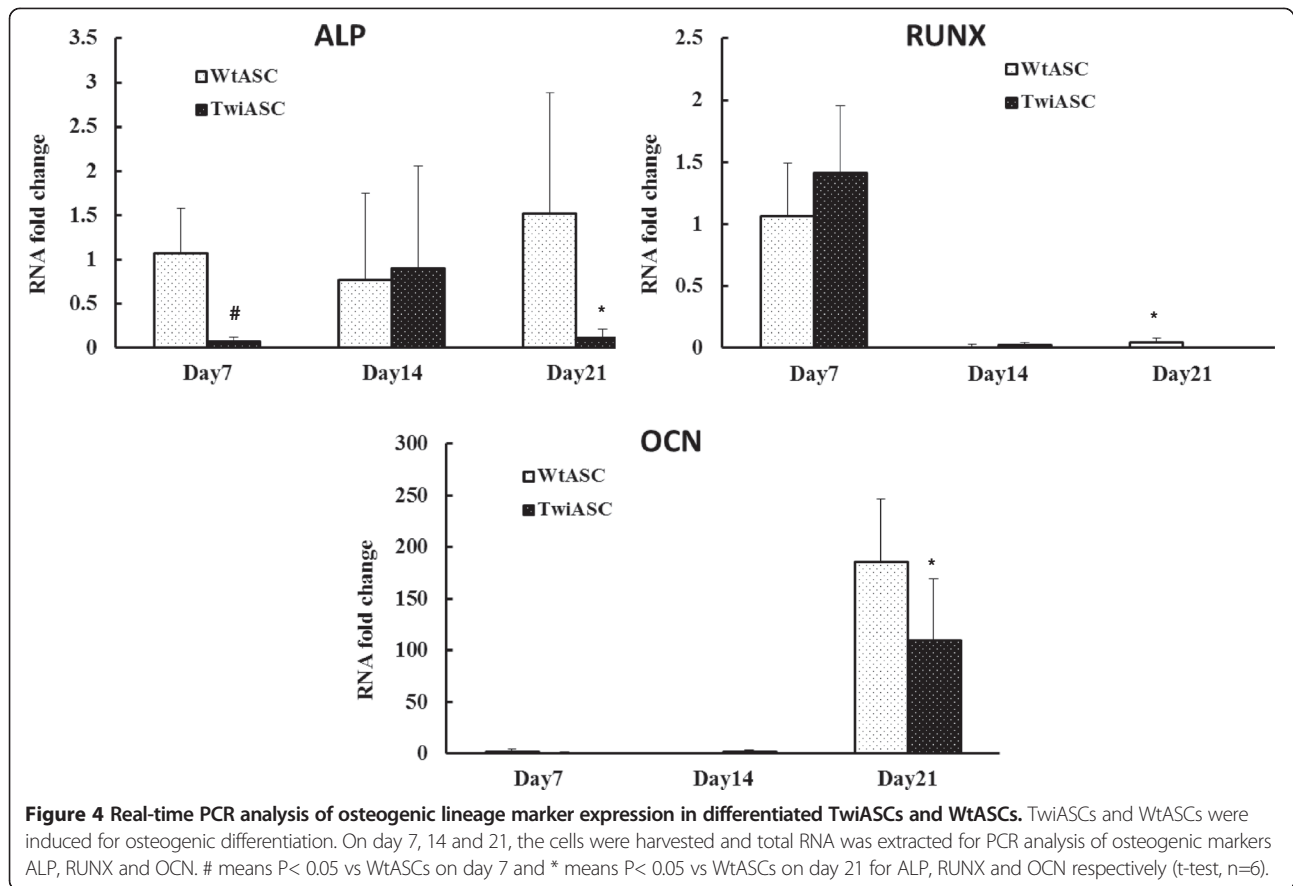 ALP
3.5
3
2.5
2
1.5
1
0.5
0
RNA fold change
WtASC
TwiASC
#
*
Day7 Day14 Day21
RUNX
2.5
2
1.5
1
0.5
0
RNA fold change
WtASC
TwiASC
*
Day7 Day14 Day21
OCN
300
250
200
150
100
50
0
RNA fold change
WtASC
TwiASC
*
Day7 Day14 Day21
Figure 4 Real-time PCR analysis of osteogenic lineage marker expression in differentiated TwiASCs and WtASCs. TwiASCs and WtASCs were
induced for osteogenic differentiation. On day 7, 14 and 21, the cells were harvested and total RNA was extracted for PCR analysis of osteogenic markers
ALP, RUNX and OCN. # means P< 0.05 vs WtASCs on day 7 and * means P< 0.05 vs WtASCs on day 21 for ALP, RUNX and OCN respectively (t-test, n=6).